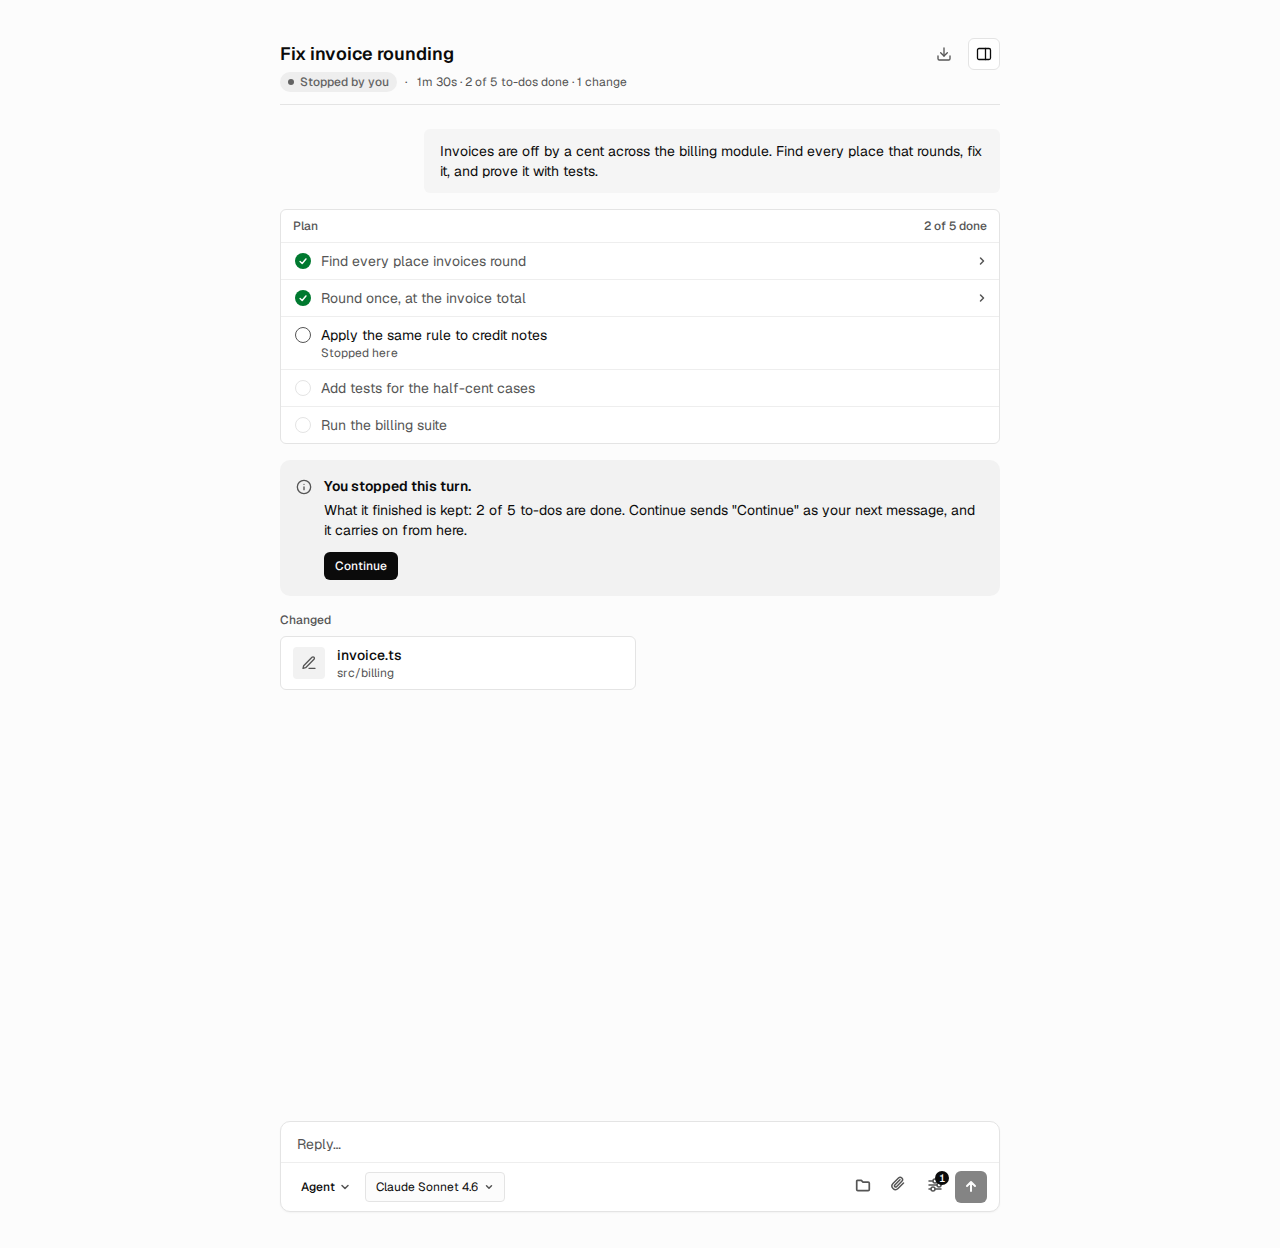 Fix invoice rounding
Stopped by you · 1m 30s · 2 of 5 to-dos done · 1 change
Invoices are off by a cent across the billing module. Find every place that rounds, fix
it, and prove it with tests.
Plan 2 of 5 done
Find every place invoices round
Round once, at the invoice total
Apply the same rule to credit notes
Stopped here
Add tests for the half-cent cases
Run the billing suite
You stopped this turn.
What it finished is kept: 2 of 5 to-dos are done. Continue sends "Continue" as your next message, and
it carries on from here.
Continue
Changed
invoice.ts
src/billing
Reply...
Agent Claude Sonnet 4.6 1